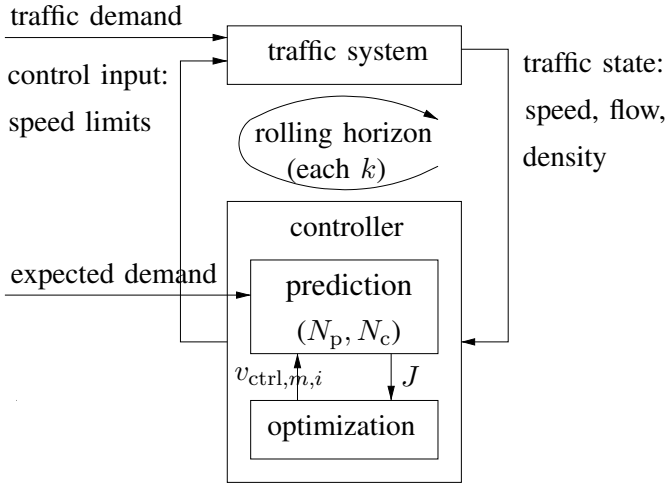 traffic demand
traffic system
control input:
speed limits
traffic state:
speed, flow,
density
rolling horizon
(each k)
controller
expected demand
prediction
(N_p, N_c)
v_ctrl,m,i
J
optimization